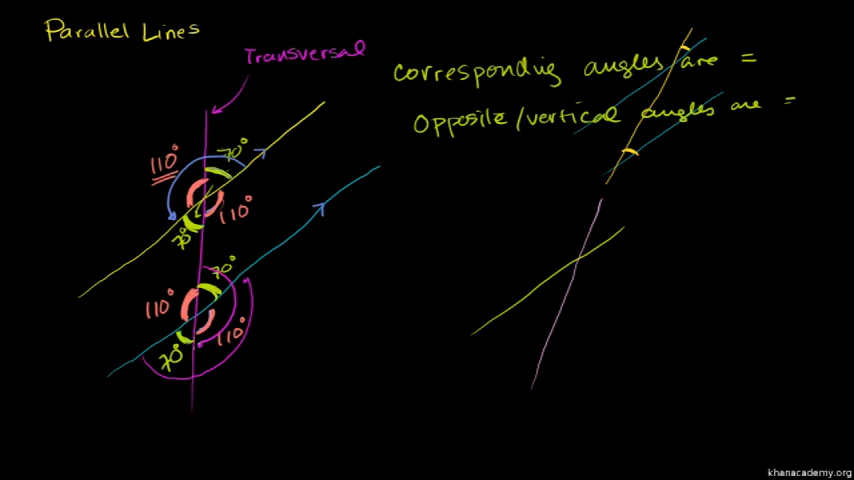 Parallel Lines
Transversal
corresponding angles are =
opposite/vertical angles are =
110°
70°
110°
70°
70°
110°
110°
70°
khanacademy.org